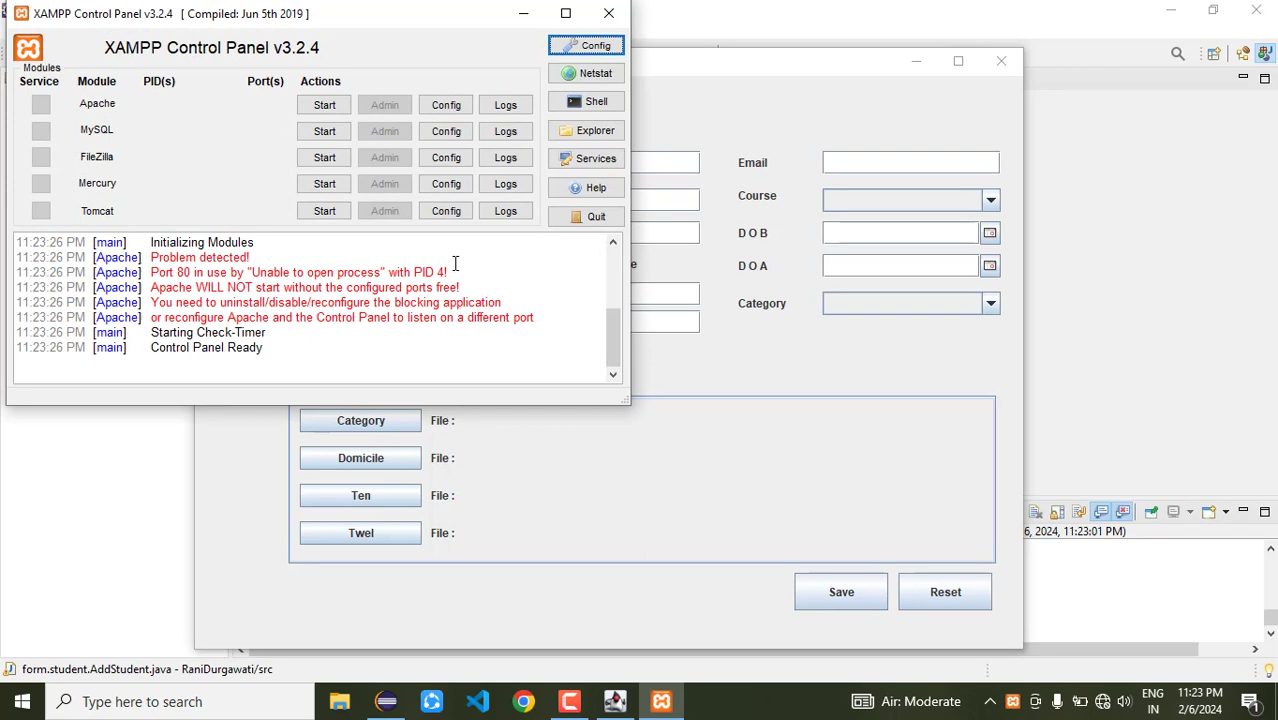 XAMPP Control Panel v3.2.4 [ Compiled: Jun 5th 2019 ]
XAMPP Control Panel v3.2.4
Config
Modules
Service Module PID(s) Port(s) Actions
Netstat
Apache Start Admin Config Logs
Shell
MySQL Start Admin Config Logs
Explorer
FileZilla Start Admin Config Logs
Services
Mercury Start Admin Config Logs
Help
Tomcat Start Admin Config Logs
Quit
11:23:26 PM [main] Initializing Modules
11:23:26 PM [Apache] Problem detected!
11:23:26 PM [Apache] Port 80 in use by "Unable to open process" with PID 4!
11:23:26 PM [Apache] Apache WILL NOT start without the configured ports free!
11:23:26 PM [Apache] You need to uninstall/disable/reconfigure the blocking application
11:23:26 PM [Apache] or reconfigure Apache and the Control Panel to listen on a different port
11:23:26 PM [main] Starting Check-Timer
11:23:26 PM [main] Control Panel Ready
Email
Course
D O B
D O A
Category
Category File :
Domicile File :
Ten File :
Twel File :
Save Reset
6, 2024, 11:23:01 PM)
form.student.AddStudent.java - RaniDurgawati/src
Type here to search
Air: Moderate
ENG
IN
11:23 PM
2/6/2024
1